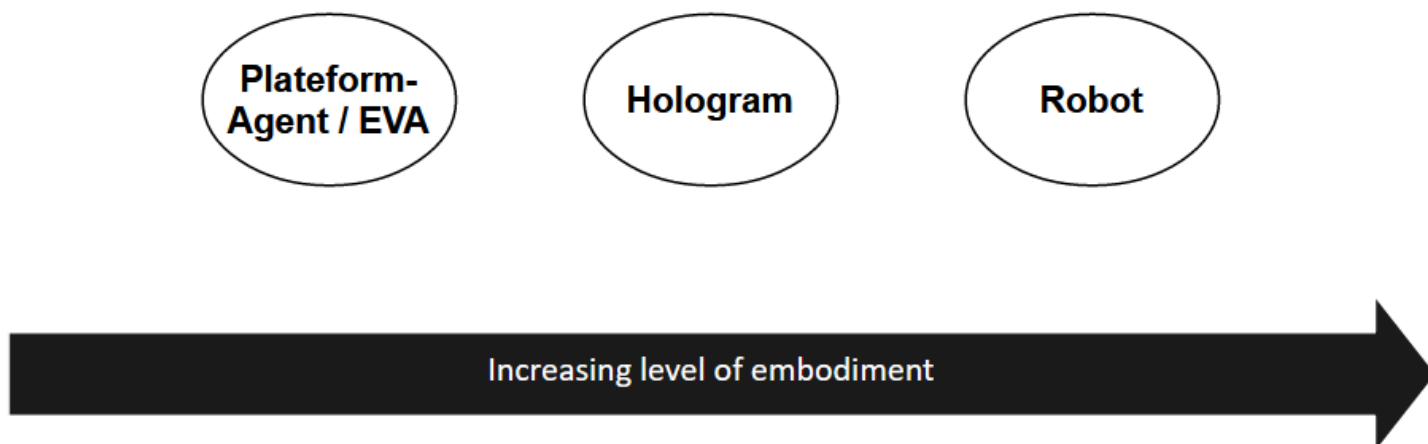 Plateform-
Agent / EVA
Hologram
Robot
Increasing level of embodiment